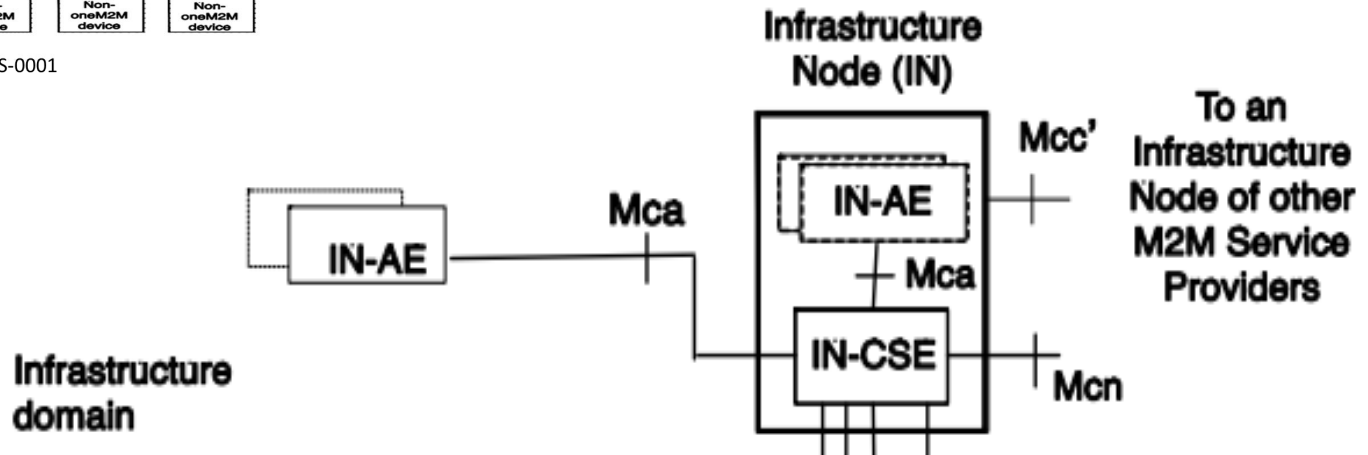 Non-
oneM2M
device
Non-
oneM2M
device
S-0001
Infrastructure
Node (IN)
To an
Infrastructure
Node of other
M2M Service
Providers
Mcc’
IN-AE
Mca
IN-AE
Mca
IN-CSE
Mcn
Infrastructure
domain